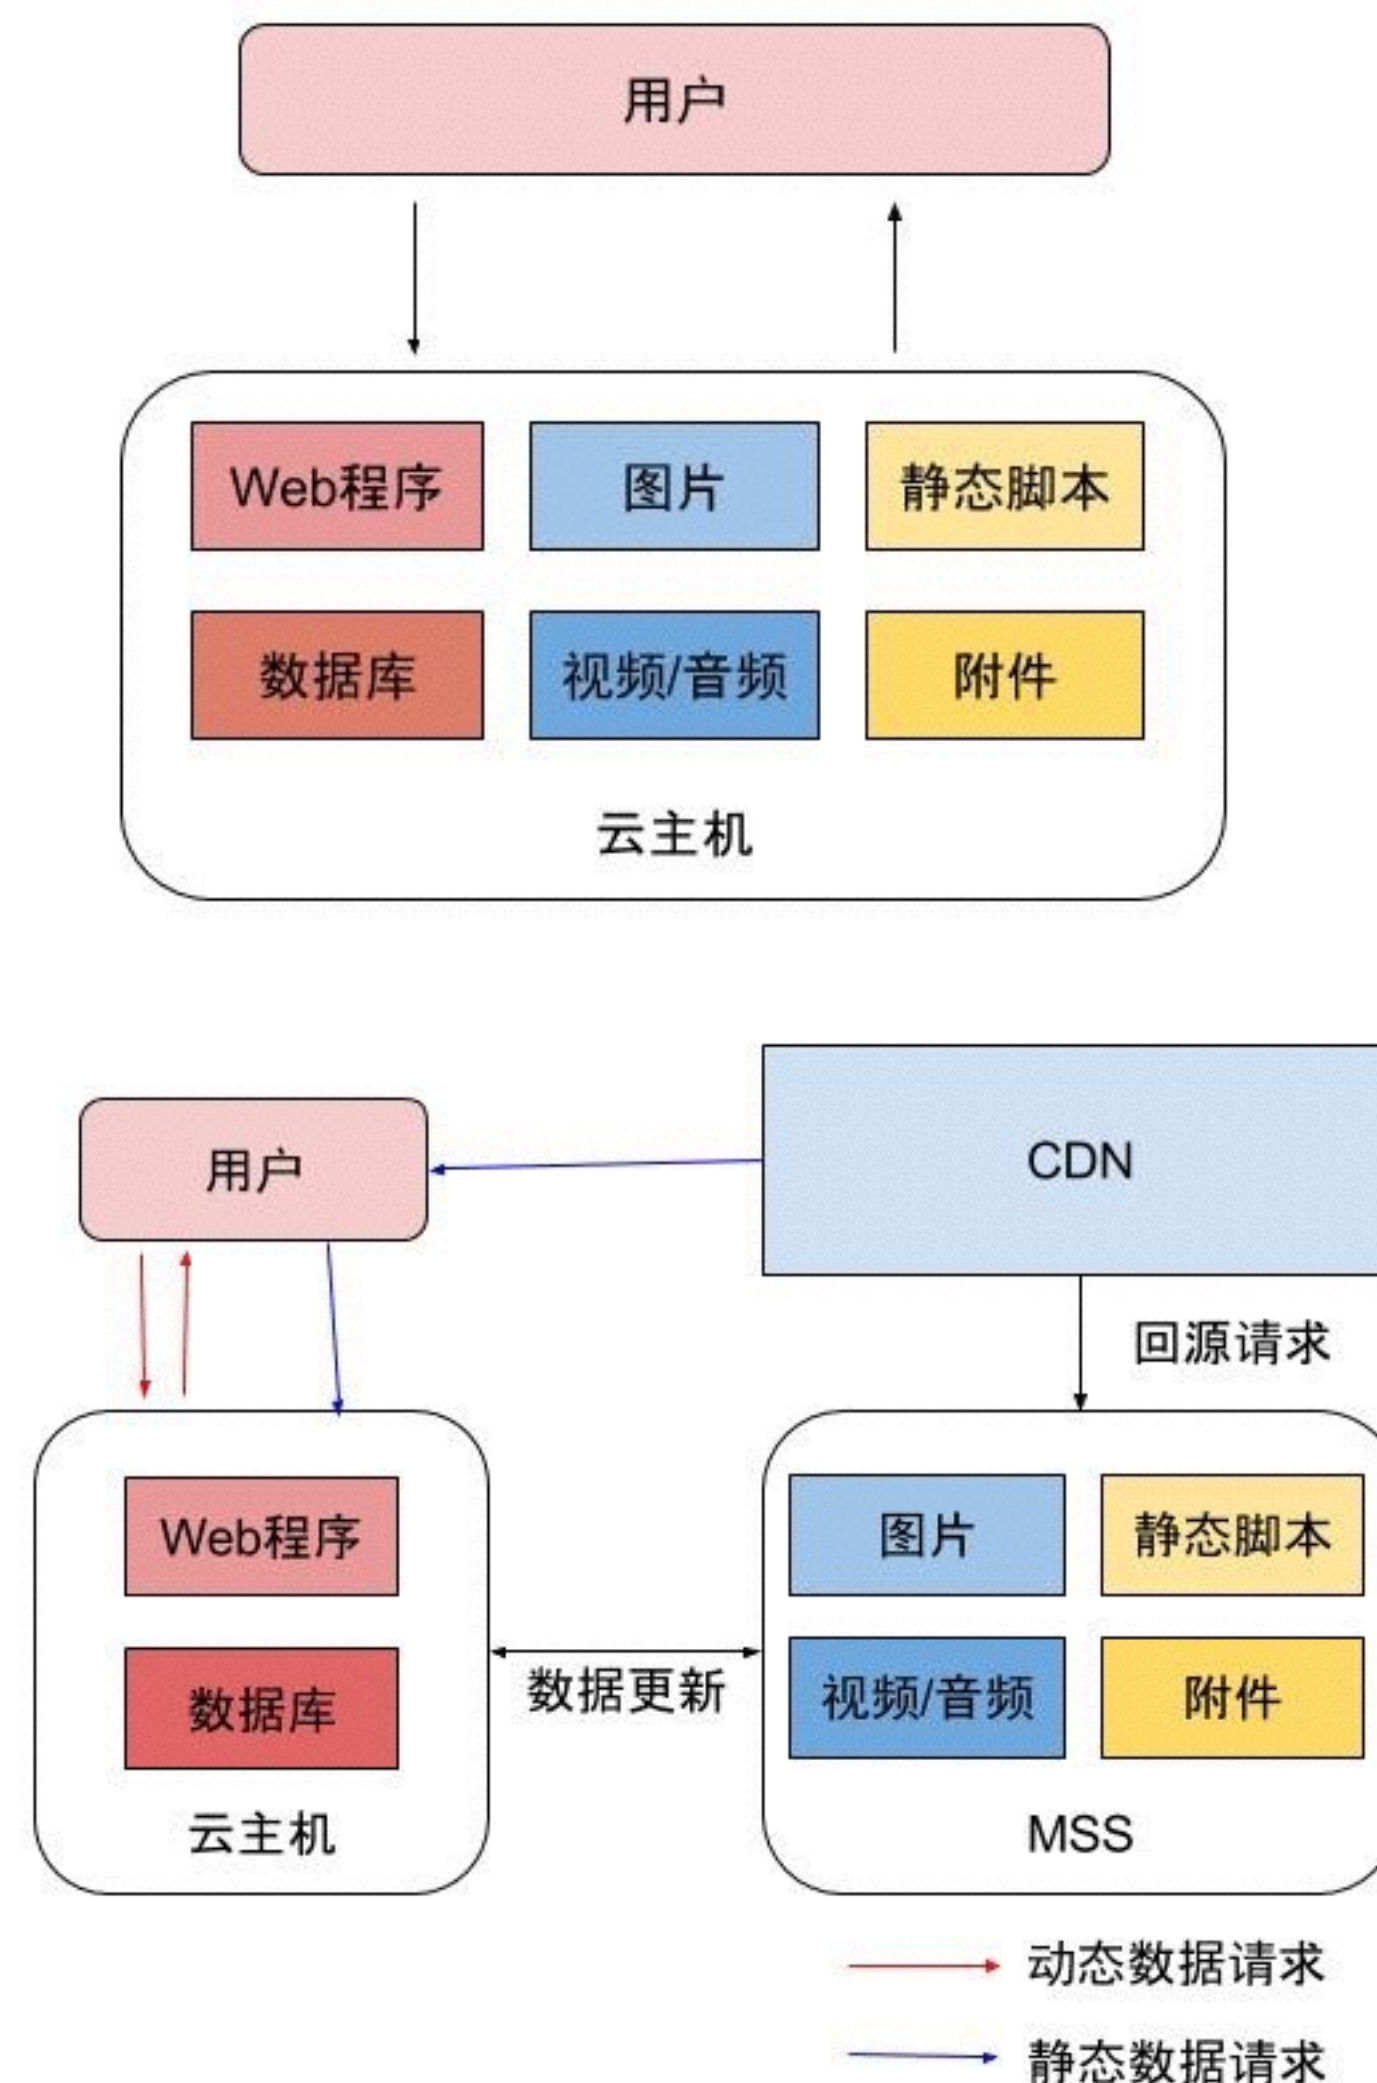 用户
Web程序
图片
静态脚本
数据库
视频/音频
附件
云主机
用户
CDN
回源请求
Web程序
图片
静态脚本
数据更新
数据库
视频/音频
附件
云主机
MSS
动态数据请求
静态数据请求